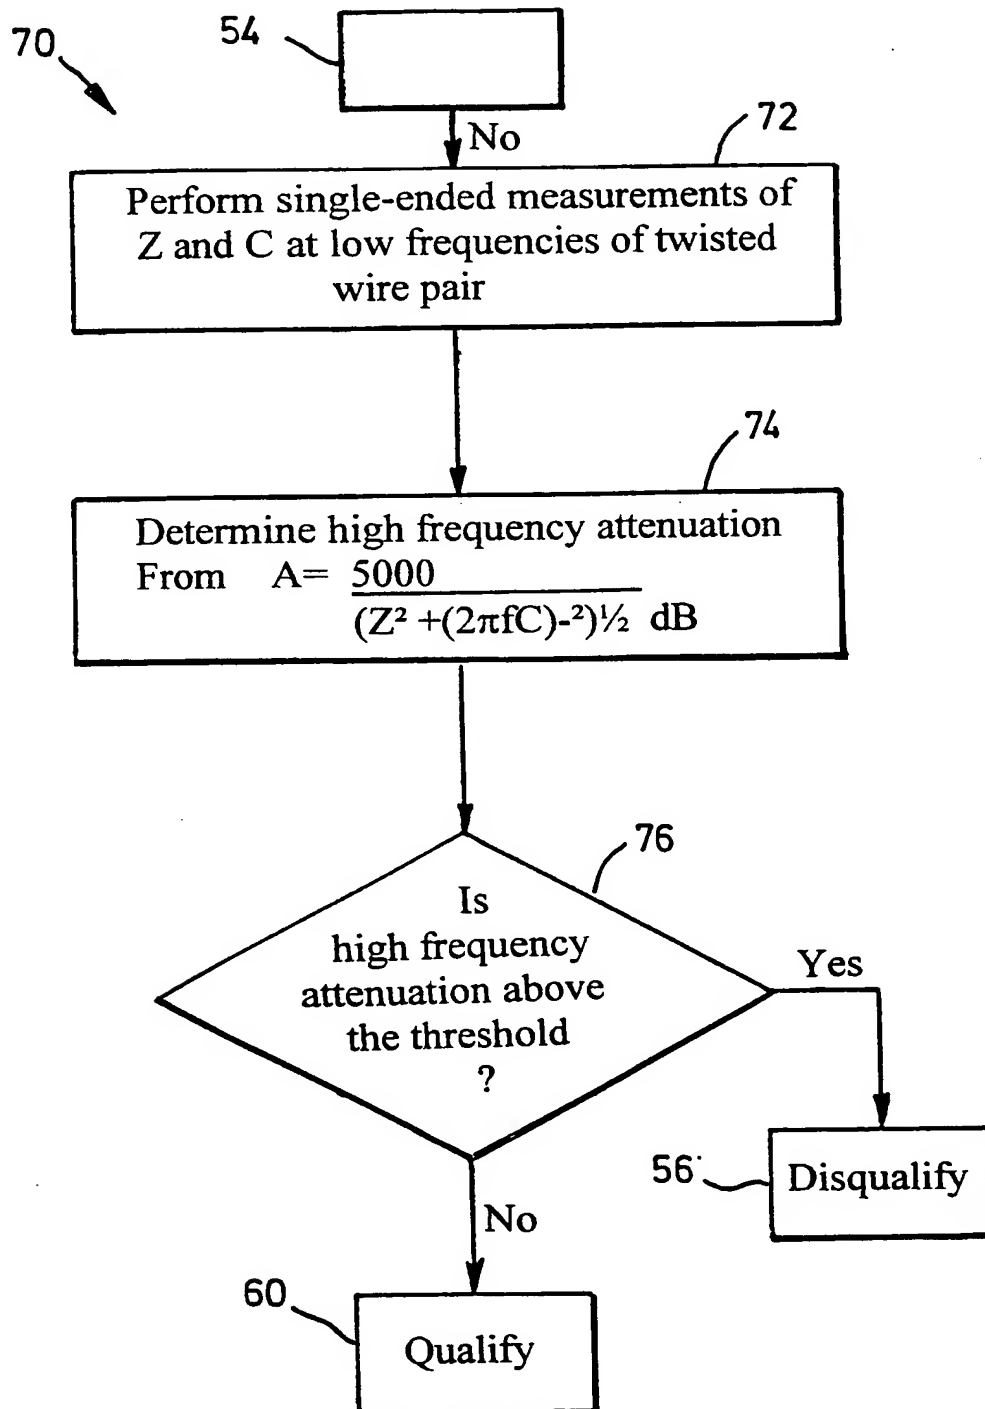 70
54
No
72
Perform single-ended measurements of
Z and C at low frequencies of twisted
wire pair
74
Determine high frequency attenuation
From A= 5000
(Z² +(2πfC)-²)½ dB
76
Is
high frequency
attenuation above
the threshold
?
Yes
56
Disqualify
No
60
Qualify